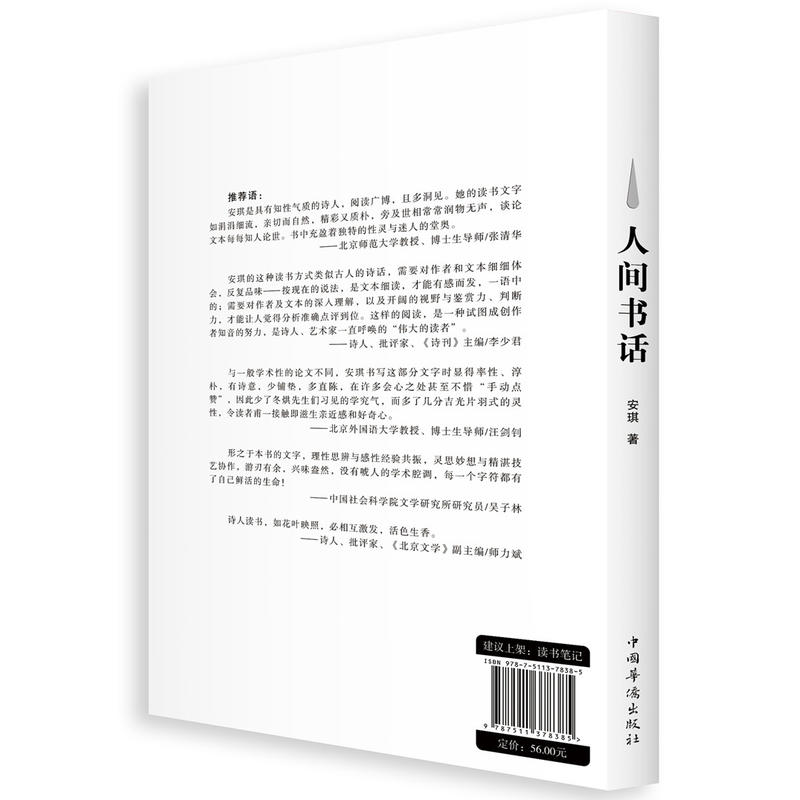 推荐语：
安琪是具有知性气质的诗人，阅读广博，且多洞见。她的读书文字
如涓涓细流，亲切而自然，精彩又质朴，旁及世相常常润物无声，谈论
文本每每知人论世。书中充盈着独特的性灵与迷人的堂奥。
——北京师范大学教授、博士生导师/张清华
安琪的这种读书方式类似古人的诗话，需要对作者和文本细细体
会，反复品味——按现在的说法，是文本细读，才能有感而发，一语中
的；需要对作者及文本的深入理解，以及开阔的视野与鉴赏力、判断
力，才能让人觉得分析准确点评到位。这样的阅读，是一种试图成创作
者知音的努力，是诗人、艺术家一直呼唤的“伟大的读者”。
——诗人、批评家、《诗刊》主编/李少君
与一般学术性的论文不同，安琪书写这部分文字时显得率性、淳
朴，有诗意，少铺垫，多直陈，在许多会心之处甚至不惜“手动点
赞”，因此少了冬烘先生们习见的学究气，而多了几分吉光片羽式的灵
性，令读者甫一接触即滋生亲近感和好奇心。
——北京外国语大学教授、博士生导师/汪剑钊
形之于本书的文字，理性思辨与感性经验共振，灵思妙想与精湛技
艺协作，游刃有余，兴味盎然，没有唬人的学术腔调，每一个字符都有
了自己鲜活的生命！
——中国社会科学院文学研究所研究员/吴子林
诗人读书，如花叶映照，必相互激发，活色生香。
——诗人、批评家、《北京文学》副主编/师力斌
建议上架：读书笔记
ISBN 978-7-5113-7838-5
9 787511 378385>
定价：56.00元
人间书话
安琪 著
中国华侨出版社